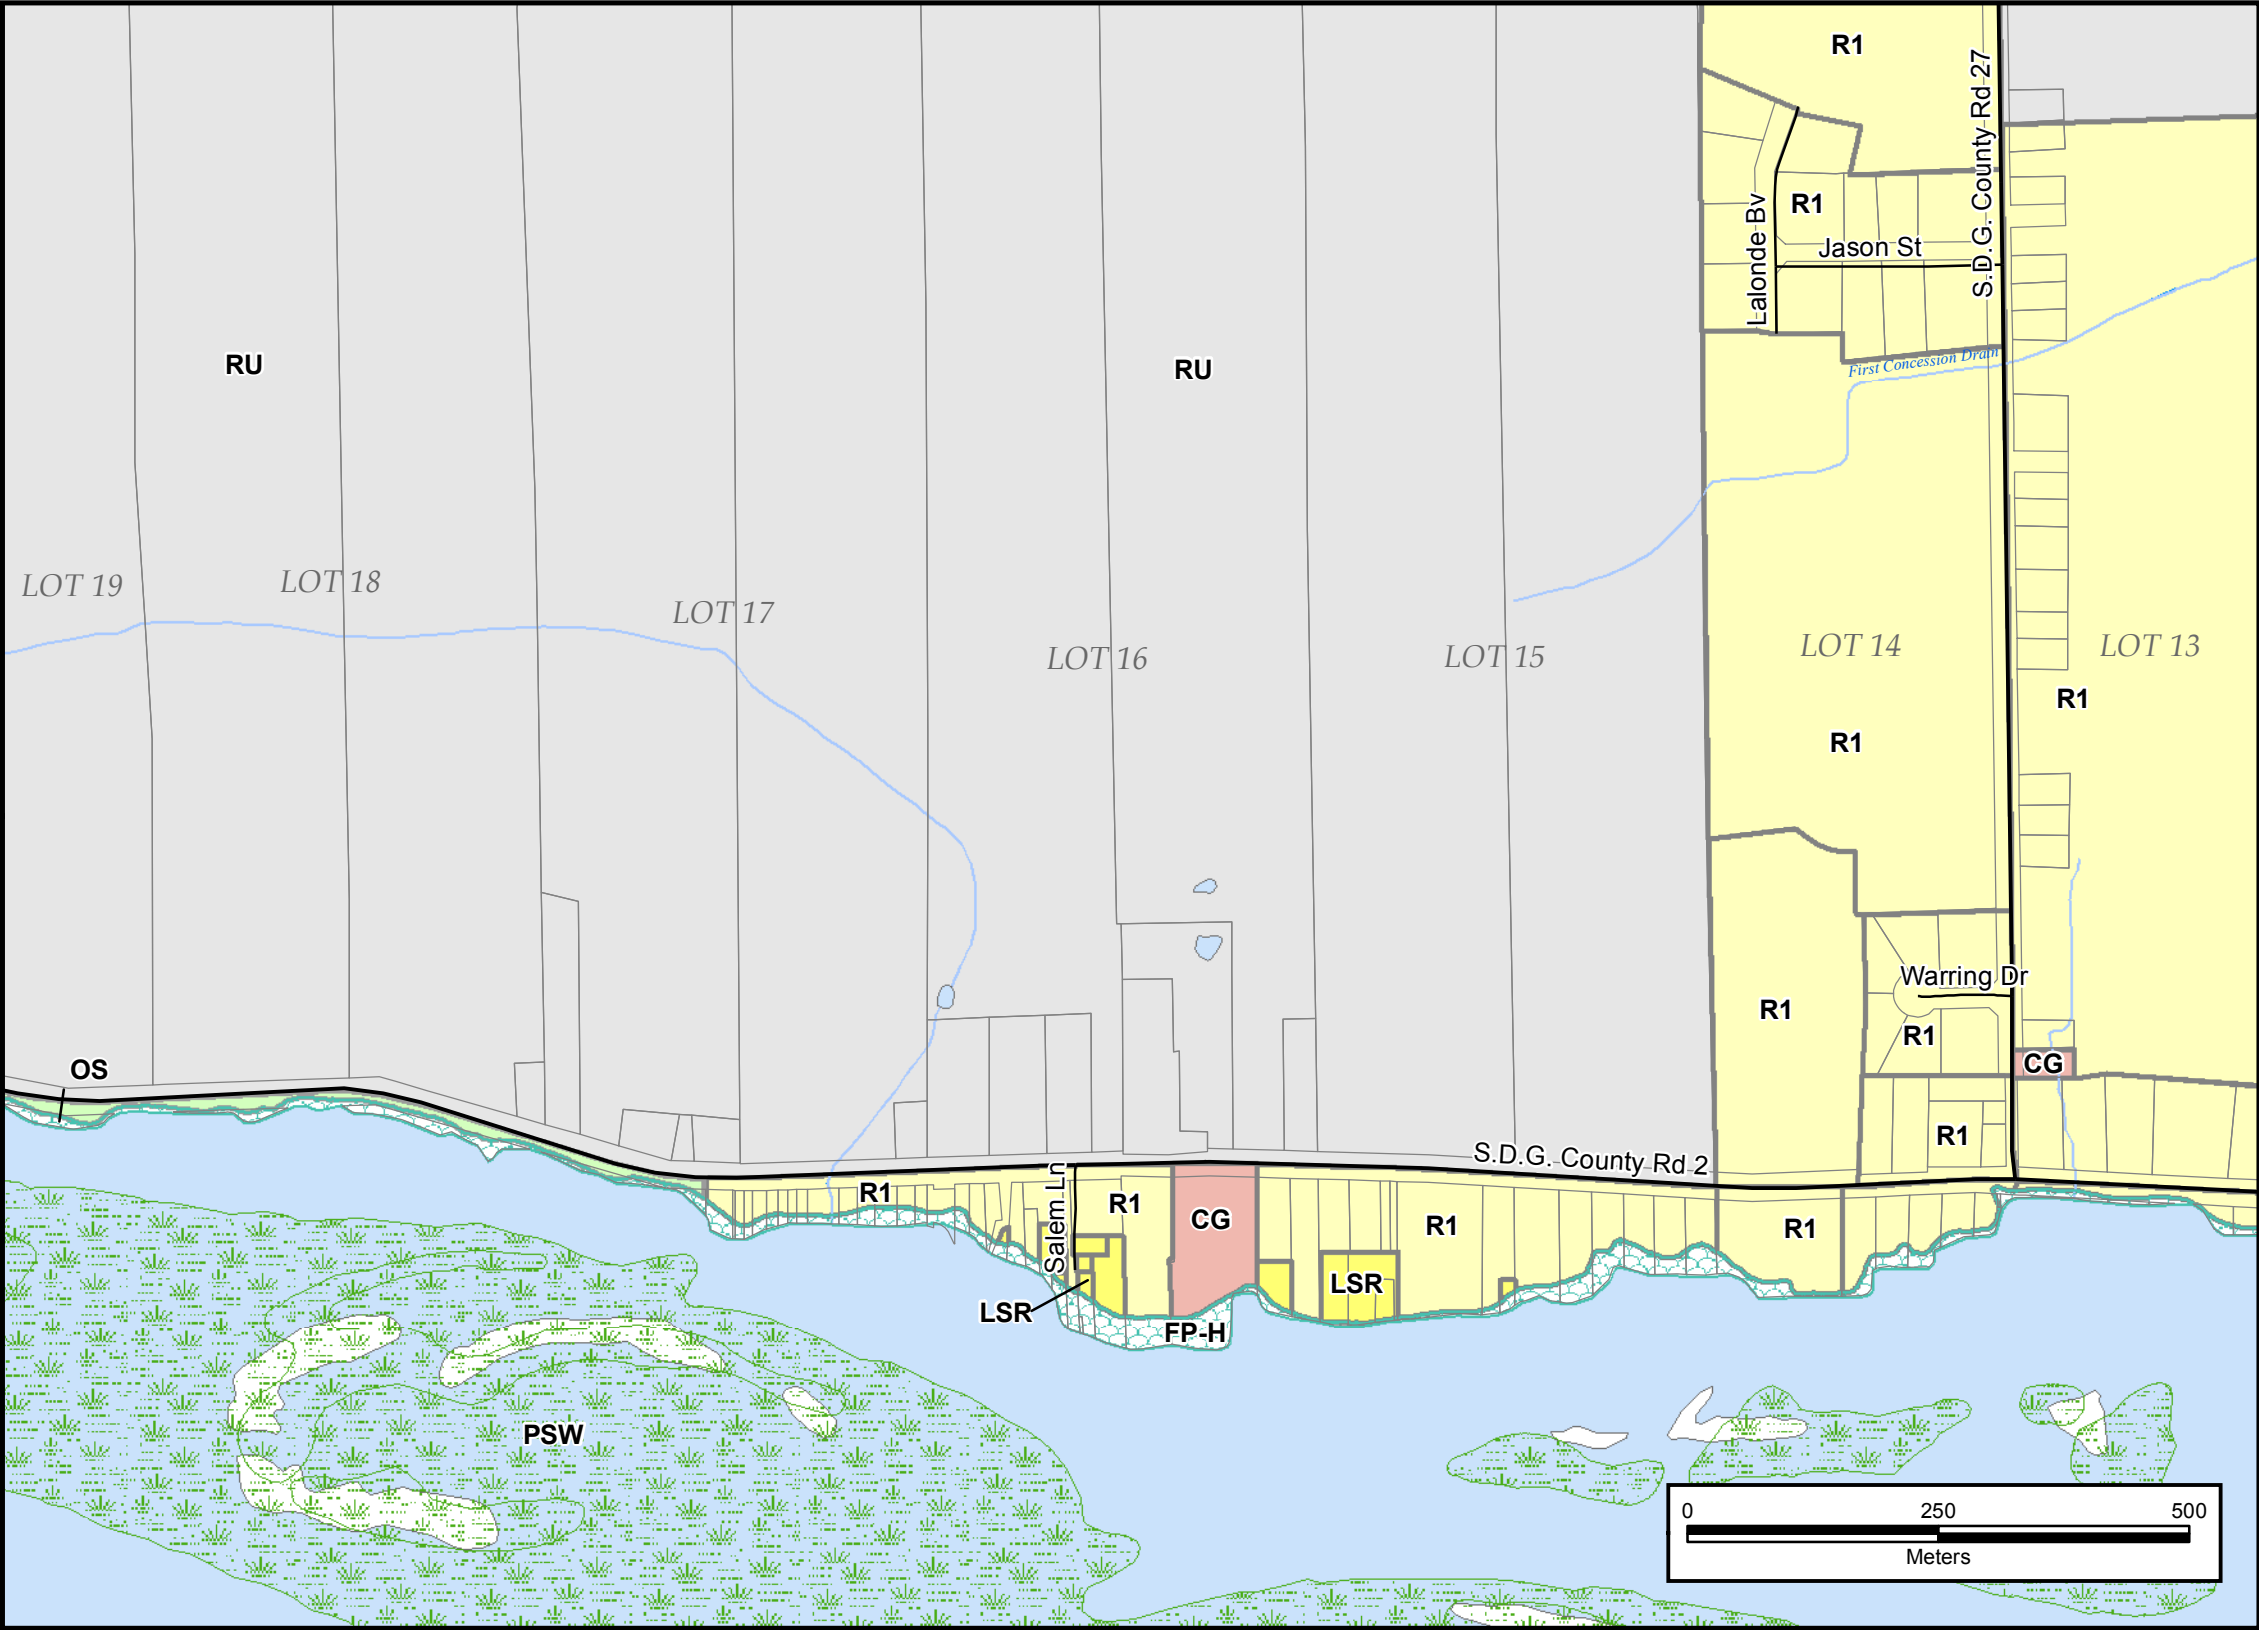 R1
S.D.G. County Rd 27
R1
Lalonde Bv
Jason St
First Concession Drain
RU
RU
LOT 19
LOT 18
LOT 17
LOT 16
LOT 15
LOT 14
LOT 13
R1
R1
Warring Dr
R1
R1
CG
OS
R1
S.D.G. County Rd 2
R1
Salem Ln
R1
CG
R1
R1
LSR
LSR
FP-H
PSW
0 250 500
Meters